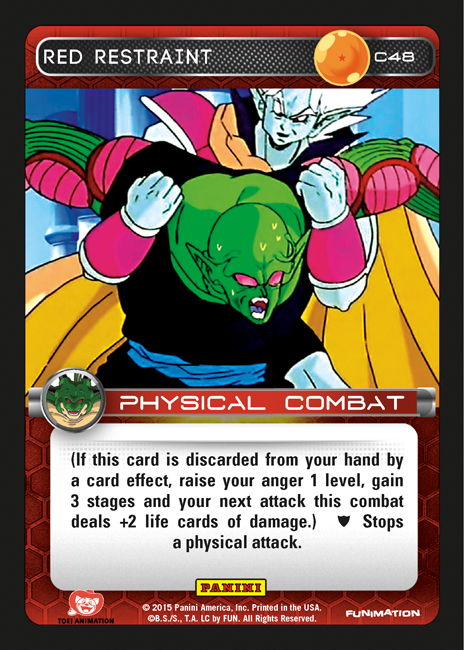 RED RESTRAINT
C48
PHYSICAL COMBAT
(If this card is discarded from your hand by
a card effect, raise your anger 1 level, gain
3 stages and your next attack this combat
deals +2 life cards of damage.) Stops
a physical attack.
PANINI
© 2015 Panini America, Inc. Printed in the USA.
©B.S./S., T.A. LC by FUN. All Rights Reserved.
TOEI ANIMATION
FUNIMATION